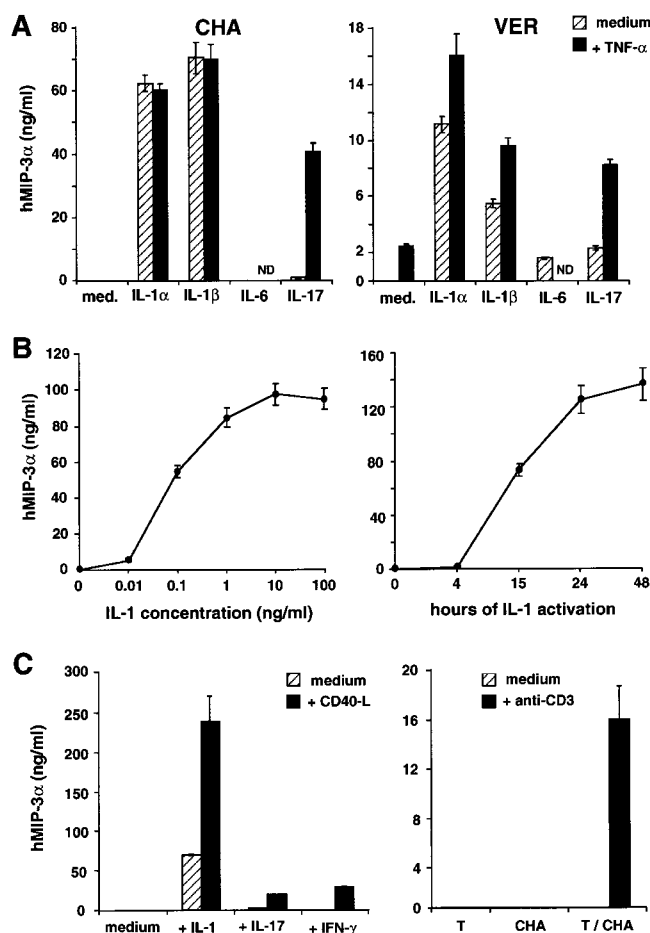 A
CHA
VER
medium
+ TNF-α
hMIP-3α (ng/ml)
80
60
40
20
0
ND
med. IL-1α IL-1β IL-6 IL-17
18
14
10
6
2
0
ND
med. IL-1α IL-1β IL-6 IL-17
B
hMIP-3α (ng/ml)
120
100
80
60
40
20
0
0 0.01 0.1 1 10 100
IL-1 concentration (ng/ml)
160
120
80
40
0
0 4 15 24 48
hours of IL-1 activation
C
medium
+ CD40-L
hMIP-3α (ng/ml)
300
250
200
150
100
50
0
medium + IL-1 + IL-17 + IFN-γ
medium
+ anti-CD3
20
16
12
8
4
0
T CHA T / CHA